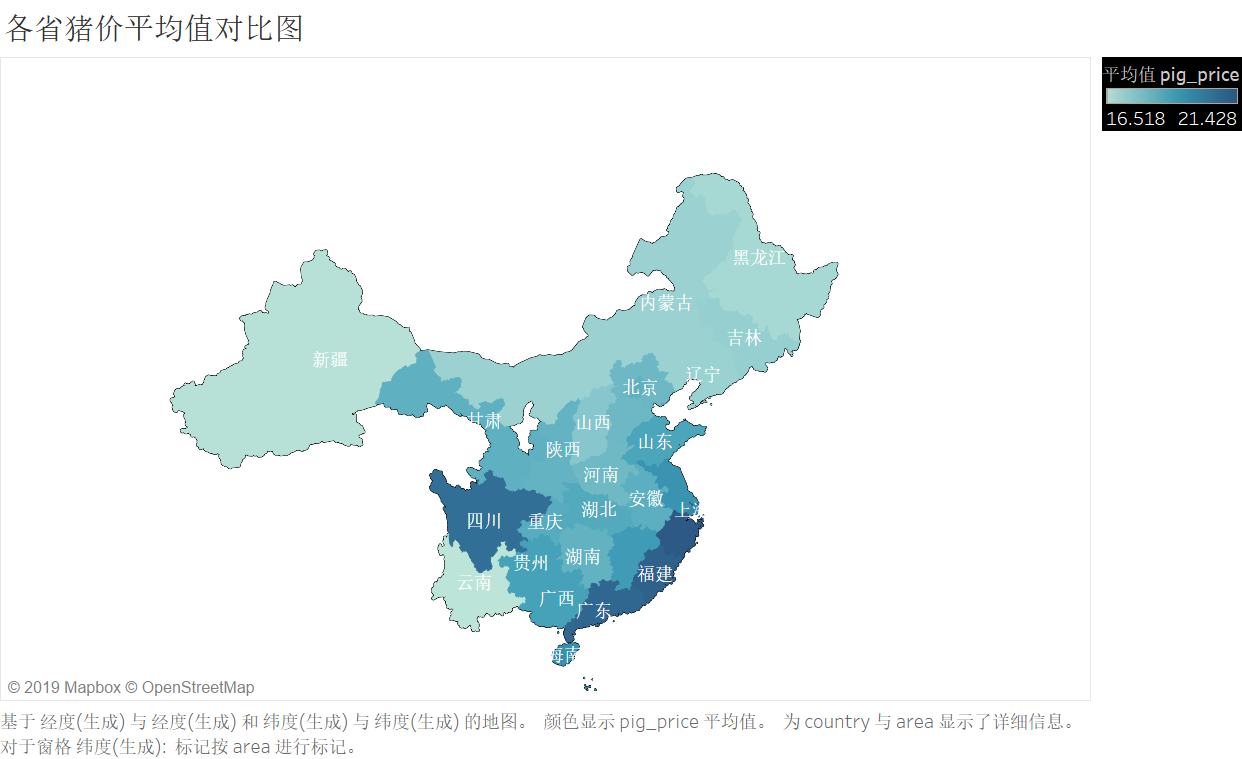 各省猪价平均值对比图
平均值 pig_price
16.518 21.428
黑龙江
内蒙古
吉林
新疆
辽宁
北京
甘肃
山西
山东
陕西
河南
安徽
湖北
上海
四川
重庆
湖南
贵州
福建
云南
广西
广东
海南
© 2019 Mapbox © OpenStreetMap
基于 经度(生成) 与 经度(生成) 和 纬度(生成) 与 纬度(生成) 的地图。 颜色显示 pig_price 平均值。 为 country 与 area 显示了详细信息。
对于窗格 纬度(生成): 标记按 area 进行标记。